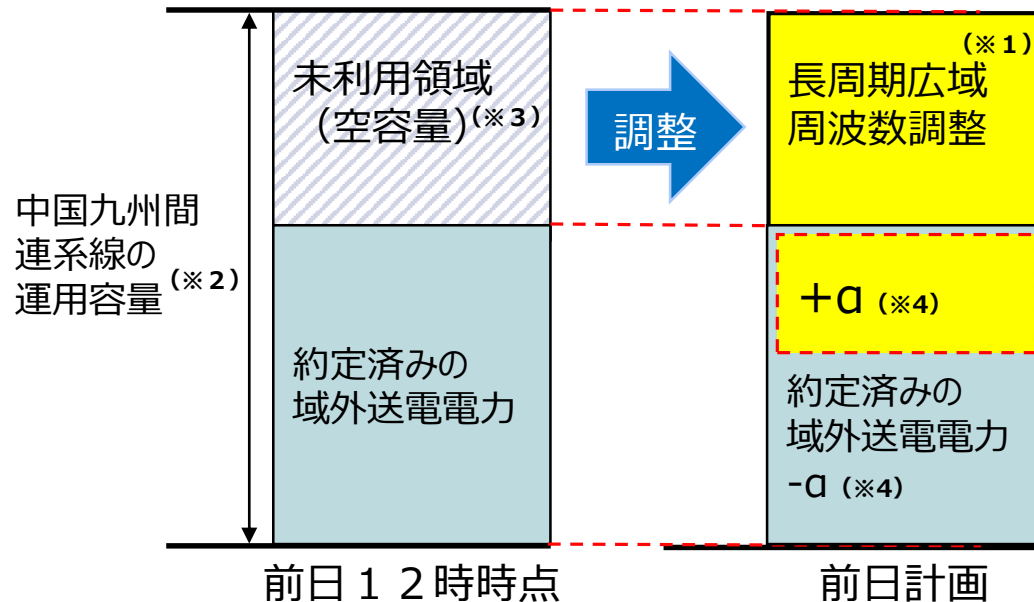 中国九州間
連系線の
運用容量(※2)
未利用領域
(空容量)(※3)
約定済みの
域外送電電力
前日12時時点
調整
(※1)
長周期広域
周波数調整
+α (※4)
約定済みの
域外送電電力
-α (※4)
前日計画